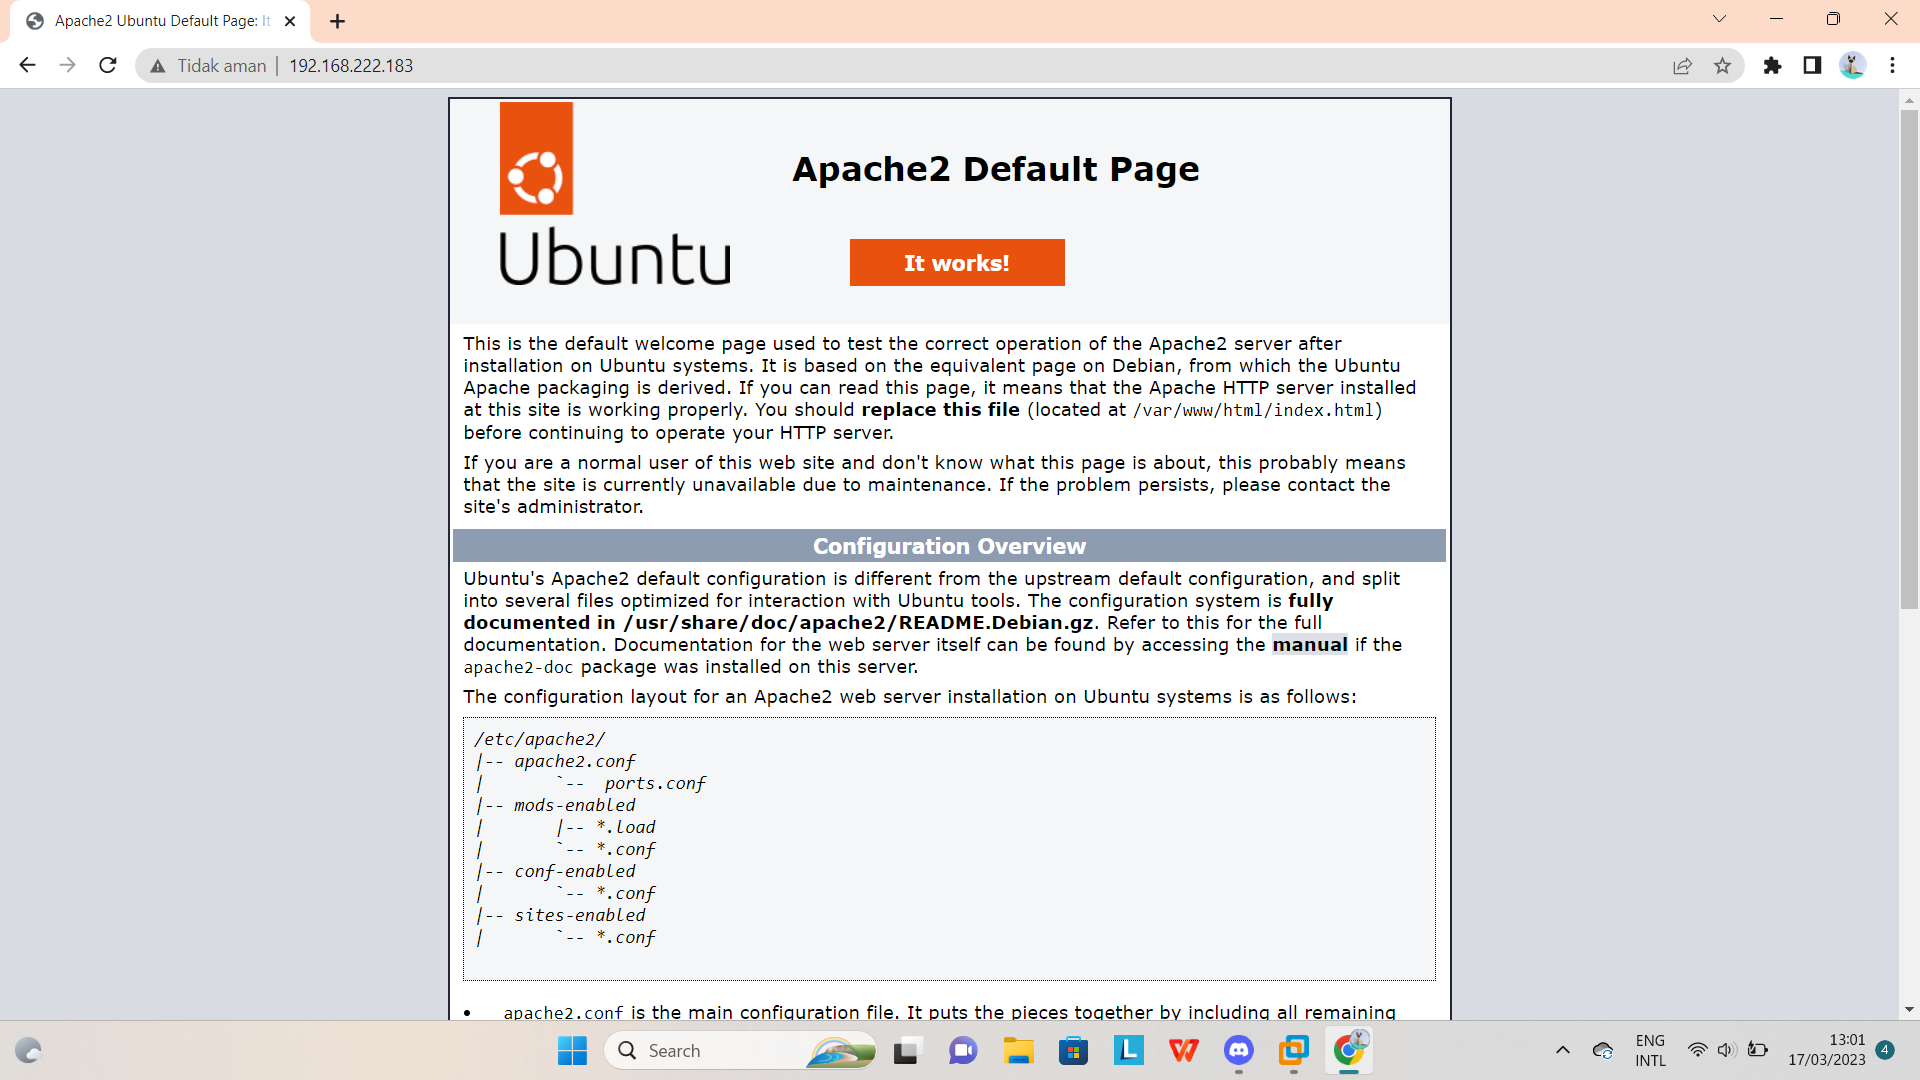 Apache2 Ubuntu Default Page: It
Tidak aman
192.168.222.183
Ubuntu
Apache2 Default Page
It works!
This is the default welcome page used to test the correct operation of the Apache2 server after
installation on Ubuntu systems. It is based on the equivalent page on Debian, from which the Ubuntu
Apache packaging is derived. If you can read this page, it means that the Apache HTTP server installed
at this site is working properly. You should replace this file (located at /var/www/html/index.html)
before continuing to operate your HTTP server.
If you are a normal user of this web site and don't know what this page is about, this probably means
that the site is currently unavailable due to maintenance. If the problem persists, please contact the
site's administrator.
Configuration Overview
Ubuntu's Apache2 default configuration is different from the upstream default configuration, and split
into several files optimized for interaction with Ubuntu tools. The configuration system is fully
documented in /usr/share/doc/apache2/README.Debian.gz. Refer to this for the full
documentation. Documentation for the web server itself can be found by accessing the manual if the
apache2-doc package was installed on this server.
The configuration layout for an Apache2 web server installation on Ubuntu systems is as follows:
/etc/apache2/
|-- apache2.conf
|       `--  ports.conf
|-- mods-enabled
|       |-- *.load
|       `-- *.conf
|-- conf-enabled
|       `-- *.conf
|-- sites-enabled
|       `-- *.conf
• apache2.conf is the main configuration file. It puts the pieces together by including all remaining
Search
L
W
ENG
INTL
13:01
17/03/2023
4